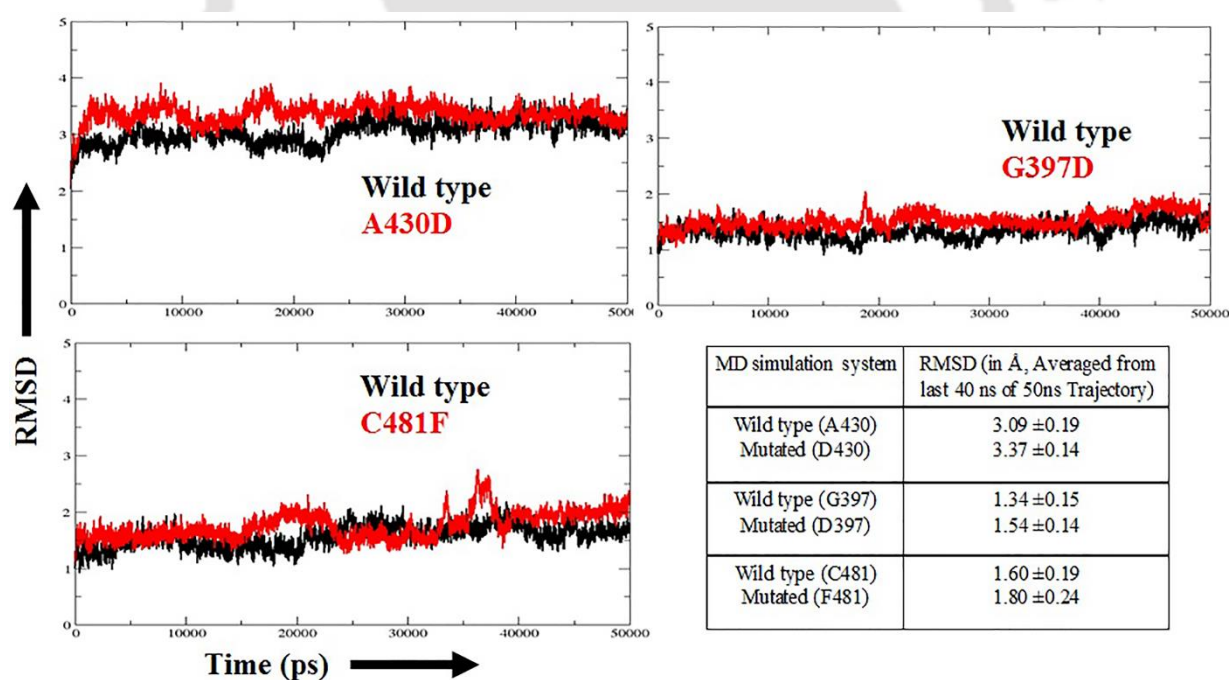 5
4
3
2
1
0
0
10000
20000
30000
40000
5000
Wild type
A430D
5
4
3
2
1
0
0
10000
20000
30000
40000
50000
Wild type
G397D
RMSD
5
4
3
2
1
0
0
10000
20000
30000
40000
50000
Wild type
C481F
Time (ps)
MD simulation system
RMSD (in Å, Averaged from
last 40 ns of 50ns Trajectory)
Wild type (A430) 3.09 ±0.19
Mutated (D430) 3.37 ±0.14
Wild type (G397) 1.34 ±0.15
Mutated (D397) 1.54 ±0.14
Wild type (C481) 1.60 ±0.19
Mutated (F481) 1.80 ±0.24